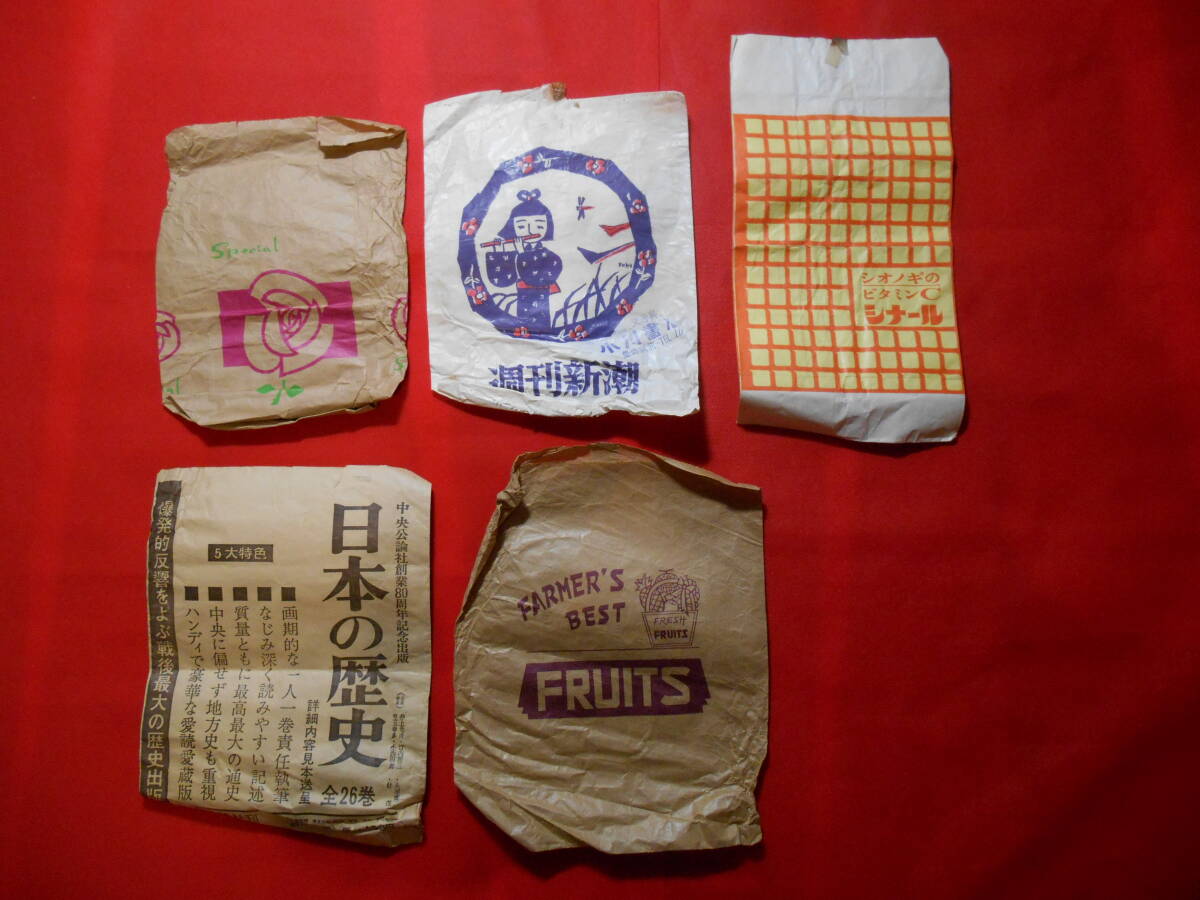 Special
週刊新潮
シオノギの
ビタミンC
シナール
中央公論社創業80周年記念出版
日本の歴史
全26巻
詳細内容見本送呈
5大特色
■画期的な一人一巻責任執筆
■なじみ深く読みやすい記述
■質量ともに最高最大の通史
■中央に偏せず地方史も重視
■ハンディで豪華な愛読愛蔵版
爆発的反響をよぶ戦後最大の歴史出版
FARMER'S
BEST
FRESH
FRUITS
FRUITS